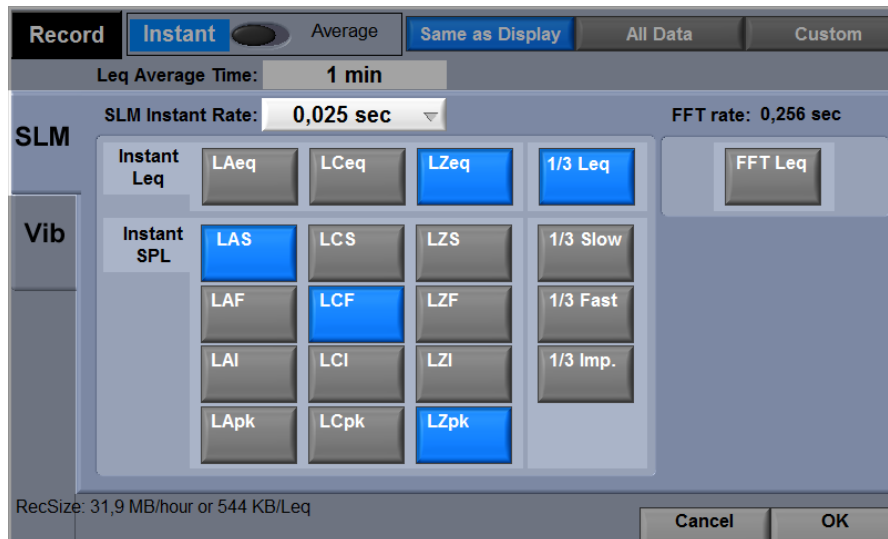 Record Instant Average Same as Display All Data Custom
Leq Average Time: 1 min
SLM Instant Rate: 0,025 sec FFT rate: 0,256 sec
SLM
Instant Leq LAeq LCeq LZeq 1/3 Leq FFT Leq
Vib
Instant SPL LAS LCS LZS 1/3 Slow
LAF LCF LZF 1/3 Fast
LAI LCI LZI 1/3 Imp.
LApk LCpk LZpk
RecSize: 31,9 MB/hour or 544 KB/Leq
Cancel OK